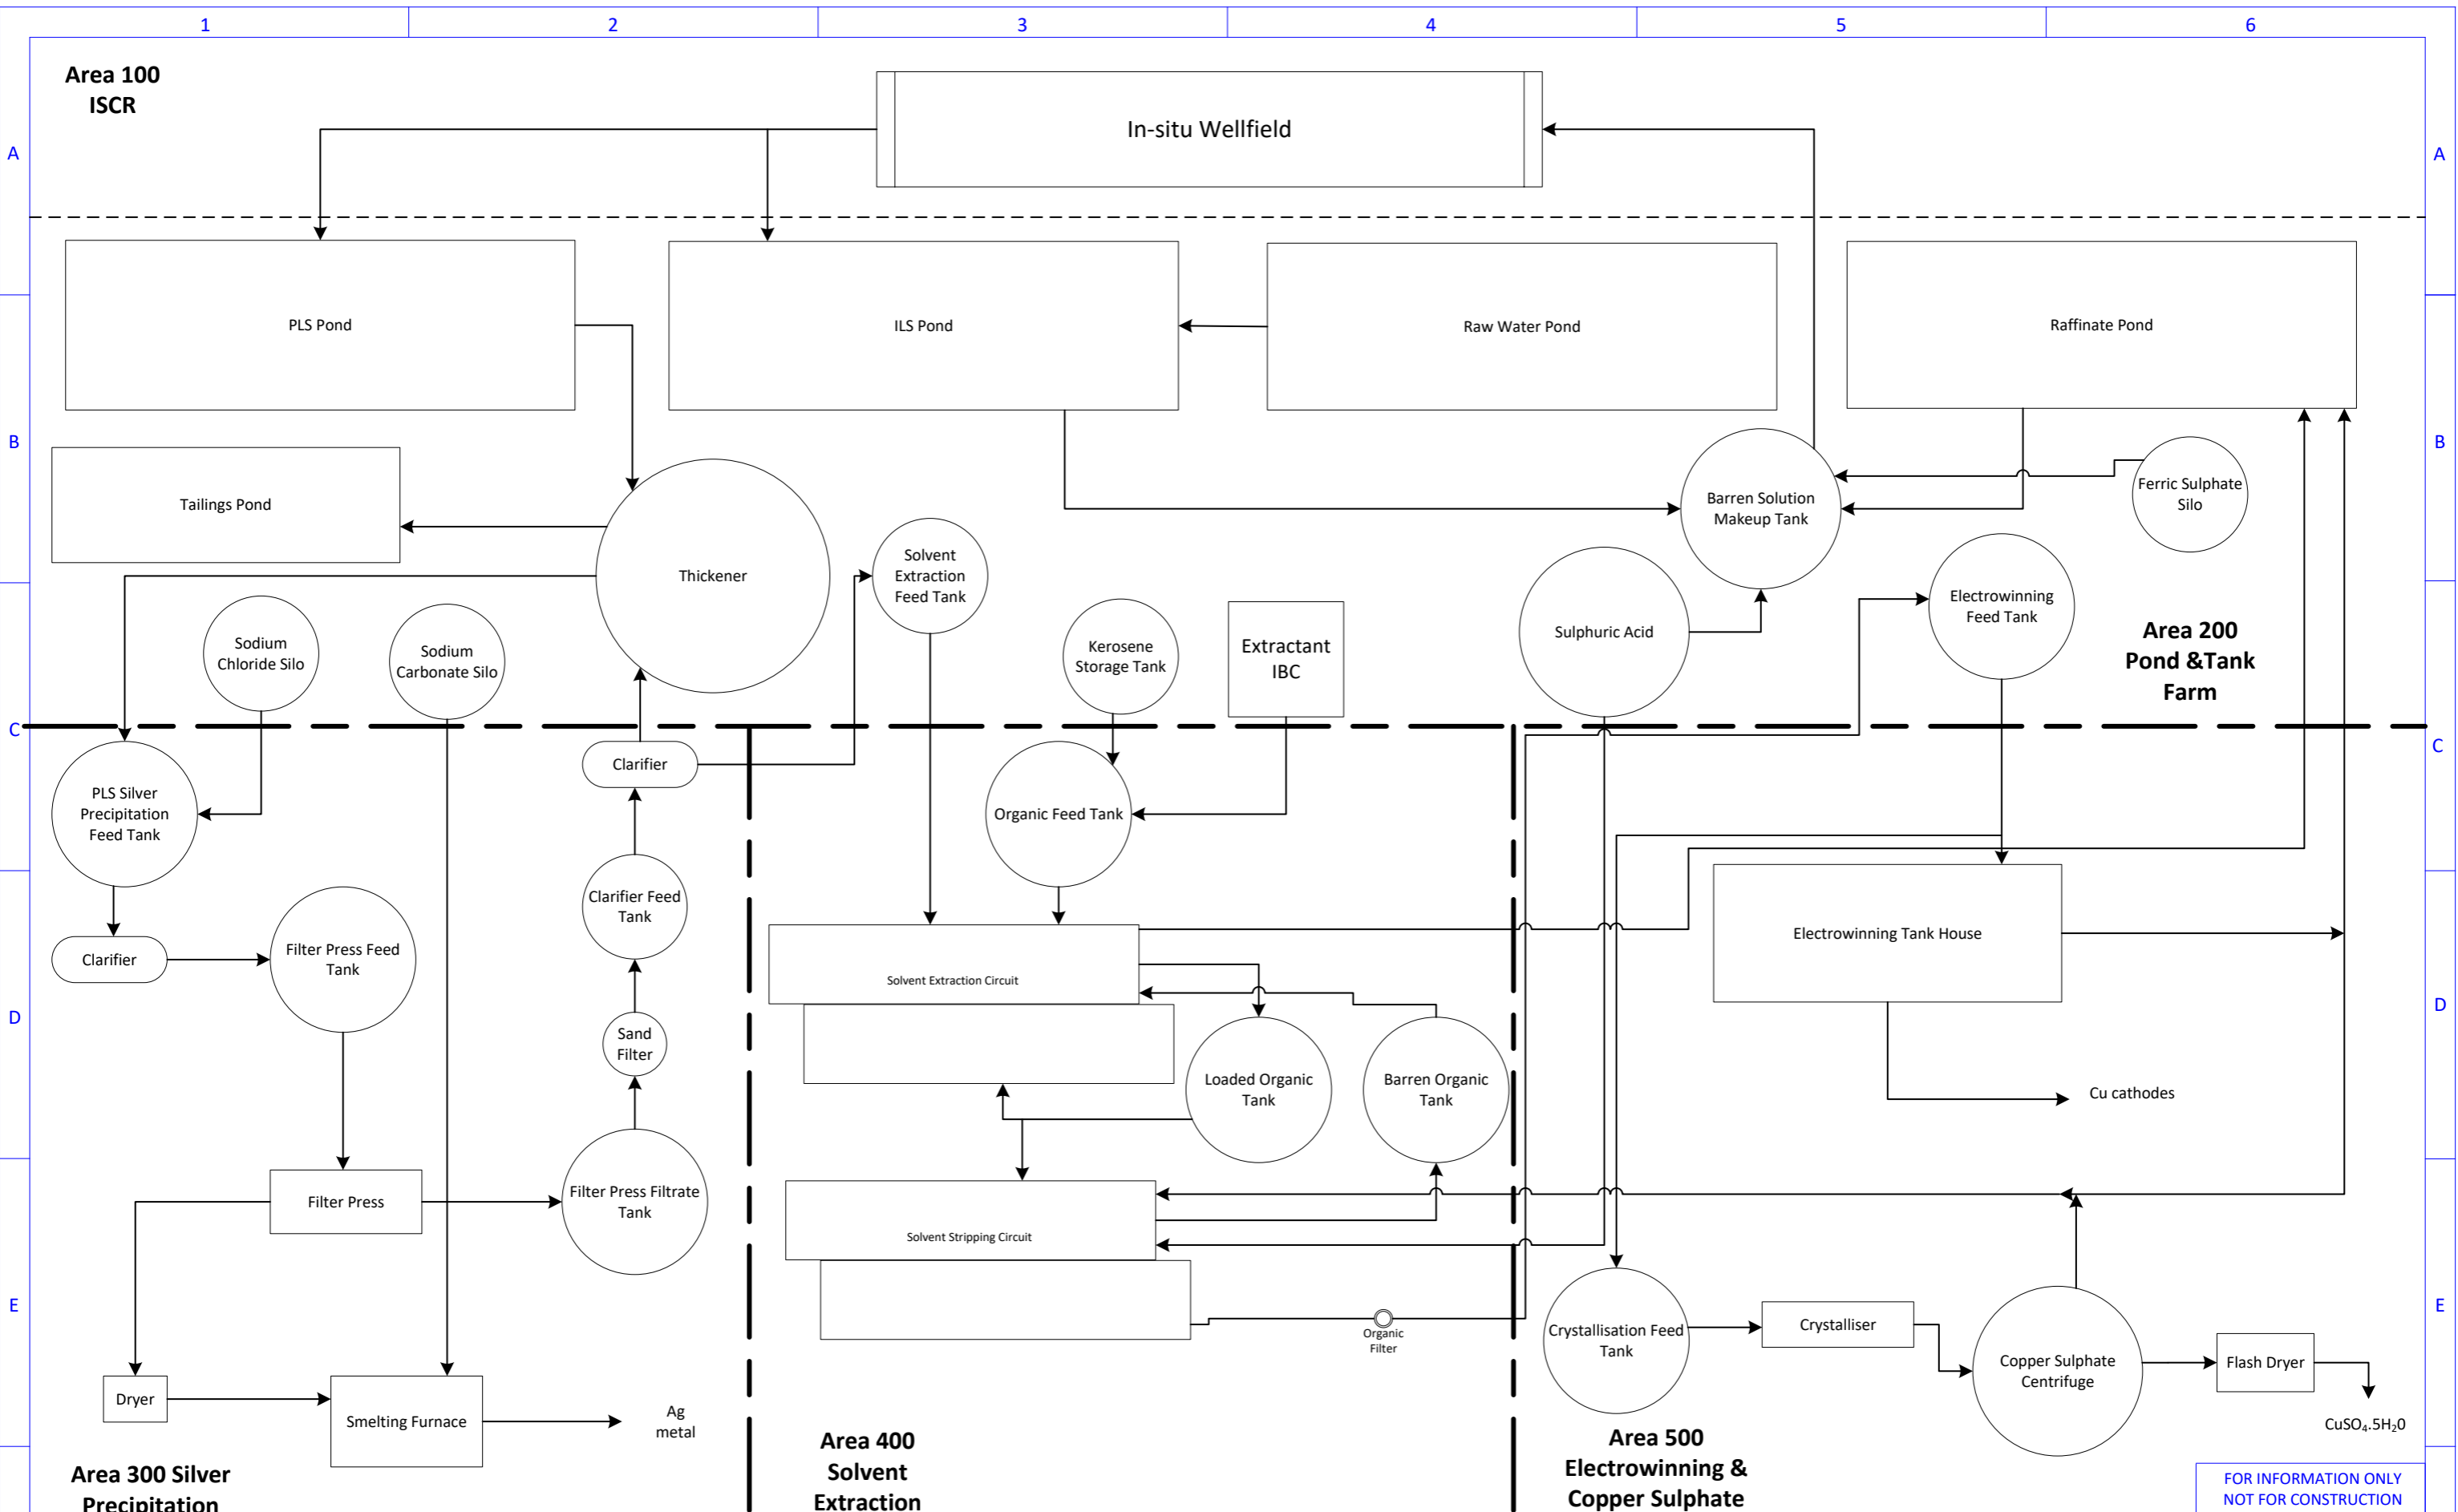 1
2
3
4
5
6
Area 100
ISCR
In-situ Wellfield
A
A
PLS Pond
ILS Pond
Raw Water Pond
Raffinate Pond
B
B
Tailings Pond
Thickener
Solvent
Extraction
Feed Tank
Barren Solution
Makeup Tank
Ferric Sulphate
Silo
Sodium
Chloride Silo
Sodium
Carbonate Silo
Kerosene
Storage Tank
Extractant
IBC
Sulphuric Acid
Electrowinning
Feed Tank
Area 200
Pond &Tank
Farm
C
C
Clarifier
PLS Silver
Precipitation
Feed Tank
Organic Feed Tank
Clarifier Feed
Tank
Clarifier
Filter Press Feed
Tank
Solvent Extraction Circuit
Electrowinning Tank House
D
D
Sand
Filter
Loaded Organic
Tank
Barren Organic
Tank
Cu cathodes
Filter Press
Filter Press Filtrate
Tank
Solvent Stripping Circuit
E
E
Organic
Filter
Crystallisation Feed
Tank
Crystalliser
Copper Sulphate
Centrifuge
Flash Dryer
CuSO₄.5H₂0
Dryer
Smelting Furnace
Ag
metal
Area 300 Silver
Precipitation
Area 400
Solvent
Extraction
Area 500
Electrowinning &
Copper Sulphate
FOR INFORMATION ONLY
NOT FOR CONSTRUCTION